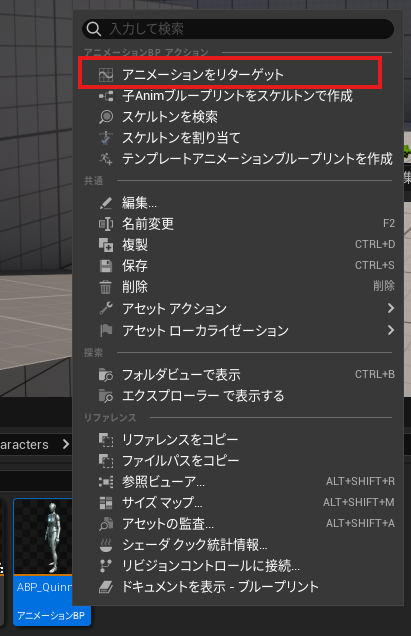 入力して検索
アニメーションBP アクション
アニメーションをリターゲット
子Animブループリントをスケルトンで作成
スケルトンを検索
スケルトンを割り当て
テンプレートアニメーションブループリントを作成
共通
編集...
名前変更 F2
複製 CTRL+D
保存 CTRL+S
削除 削除
アセット アクション
アセット ローカライゼーション
探索
フォルダビューで表示 CTRL+B
エクスプローラー で表示する
リファレンス
aracters
リファレンスをコピー
ファイルパスをコピー
参照ビューア... ALT+SHIFT+R
サイズ マップ... ALT+SHIFT+M
アセットの監査... ALT+SHIFT+A
シェーダ クック統計情報...
リビジョンコントロールに接続...
ドキュメントを表示 - ブループリント
ABP_Quinn
アニメーションBP